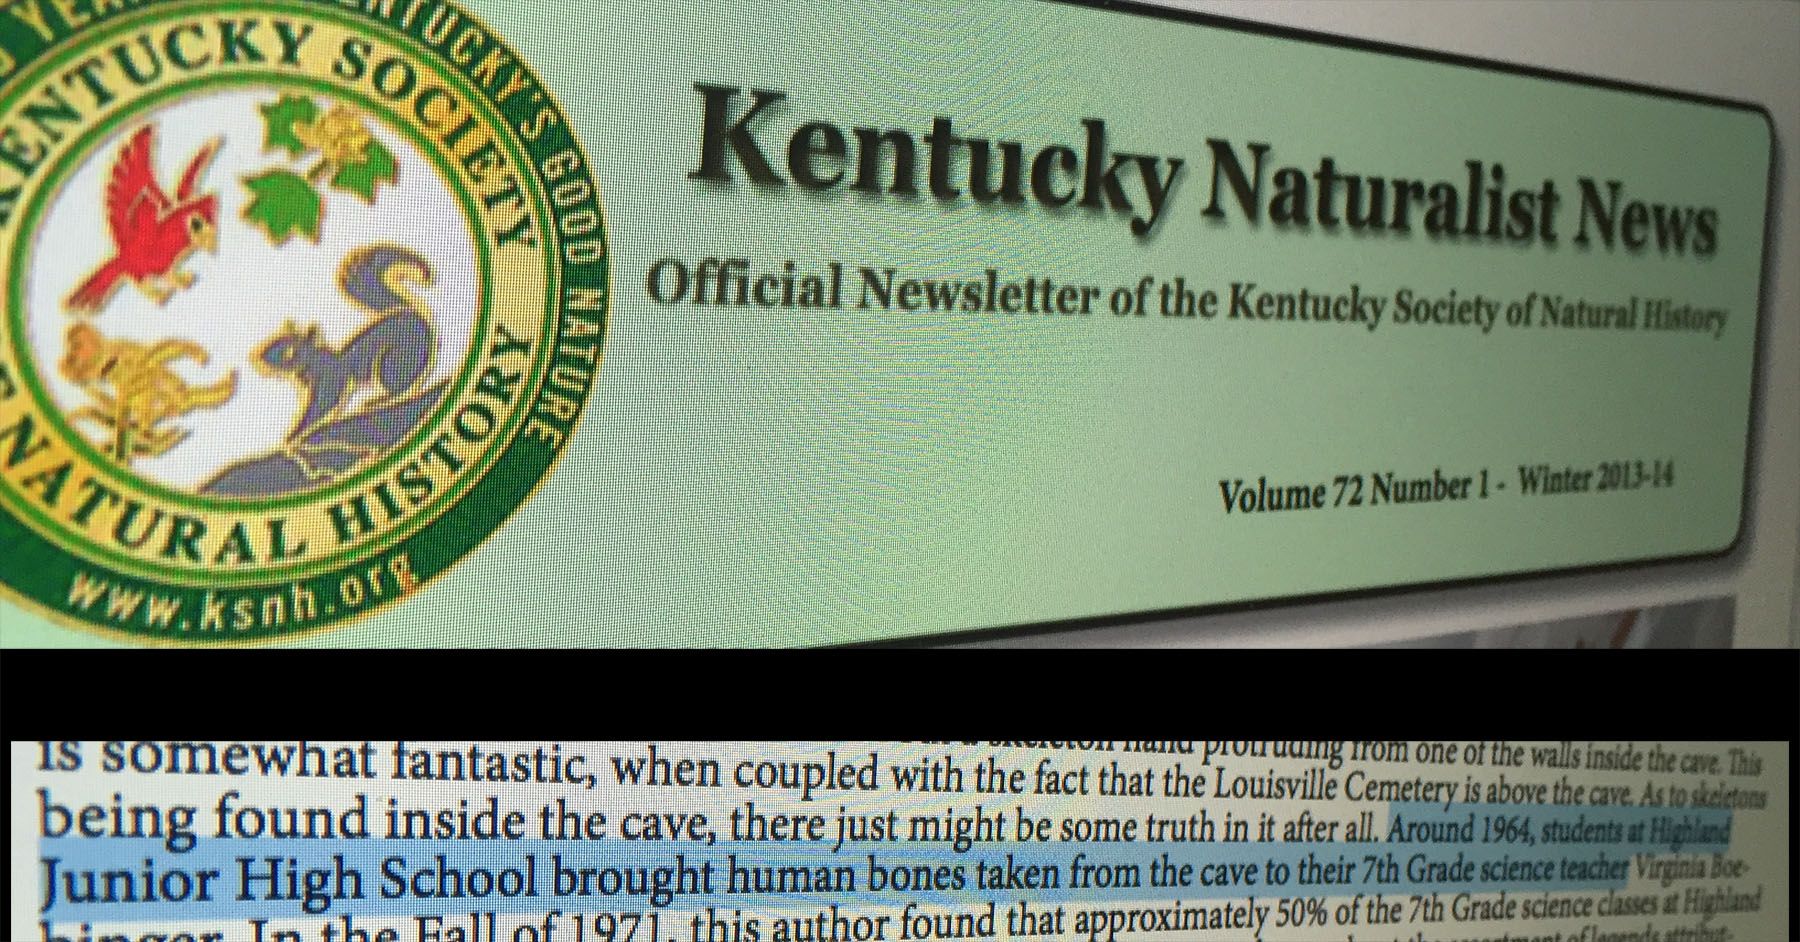 KENTUCKY SOCIETY
KENTUCKY'S GOOD NATURE
NATURAL HISTORY
www.ksnh.org
Kentucky Naturalist News
Official Newsletter of the Kentucky Society of Natural History
Volume 72 Number 1 - Winter 2013-14
skeleton hand protruding from one of the walls inside the cave. This
is somewhat fantastic, when coupled with the fact that the Louisville Cemetery is above the cave. As to skeletons
being found inside the cave, there just might be some truth in it after all. Around 1964, students at Highland
Junior High School brought human bones taken from the cave to their 7th Grade science teacher Virginia Boe-
binger. In the Fall of 1971, this author found that approximately 50% of the 7th Grade science classes at Highland
of legends attribut-